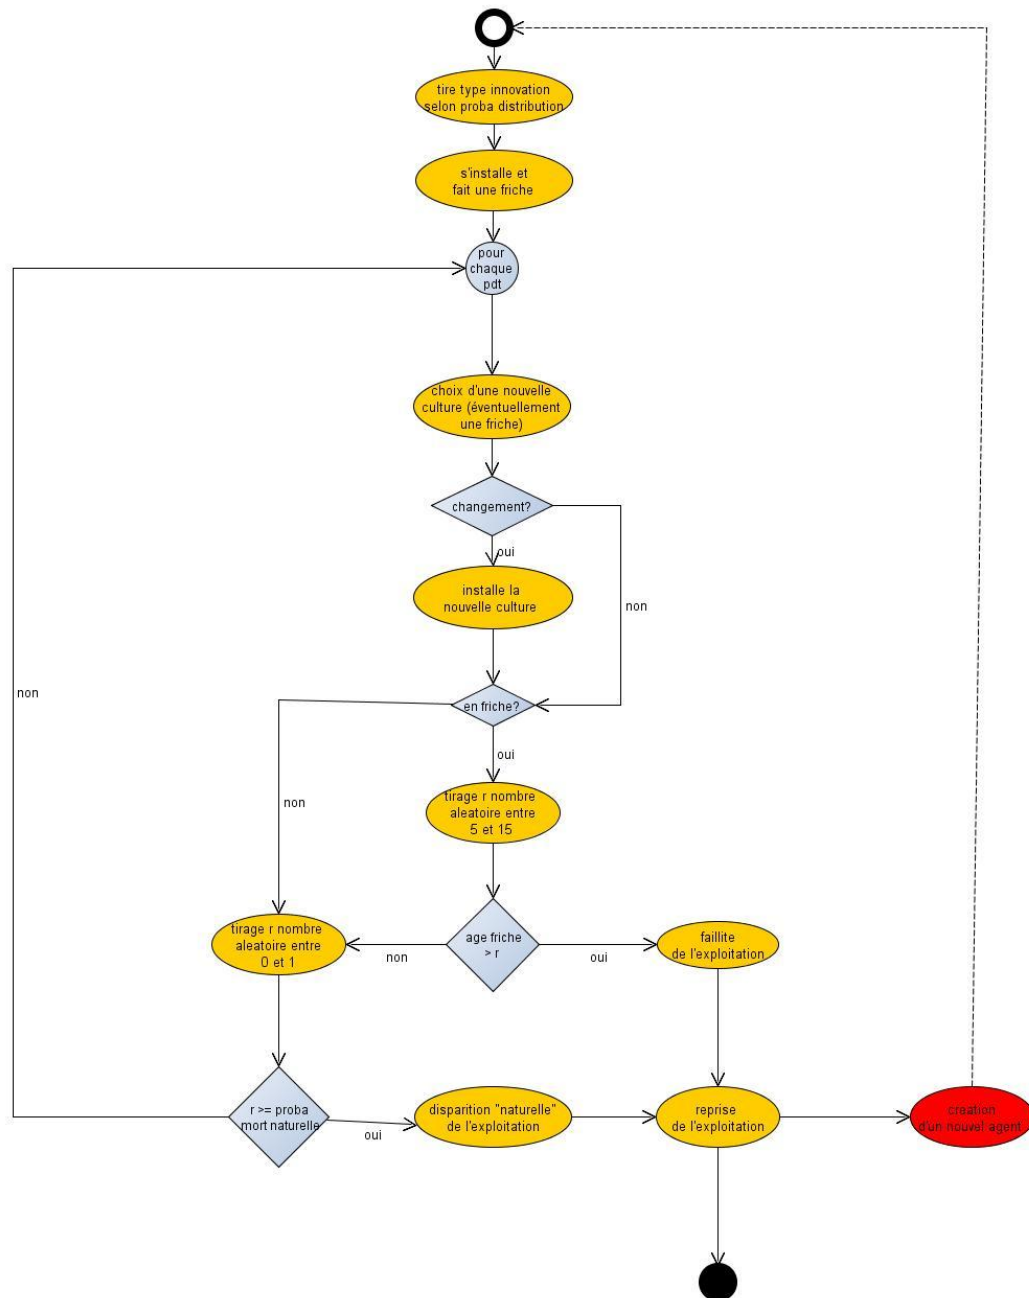 tire type innovation
selon proba distribution
s'installe et
fait une friche
pour
chaque
pdt
choix d'une nouvelle
culture (éventuellement
une friche)
changement?
oui
installe la
nouvelle culture
non
non
en friche?
oui
tirage r nombre
aleatoire entre
5 et 15
non
tirage r nombre
aleatoire entre
0 et 1
non
age friche
> r
oui
faillite
de l'exploitation
r >= proba
mort naturelle
oui
disparition "naturelle"
de l'exploitation
reprise
de l'exploitation
creation
d'un nouvel agent